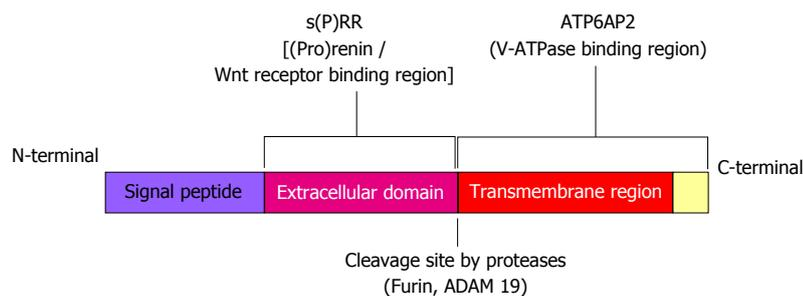 s(P)RR
[(Pro)renin /
Wnt receptor binding region]
ATP6AP2
(V-ATPase binding region)
N-terminal
C-terminal
Signal peptide
Extracellular domain
Transmembrane region
Cleavage site by proteases
(Furin, ADAM 19)